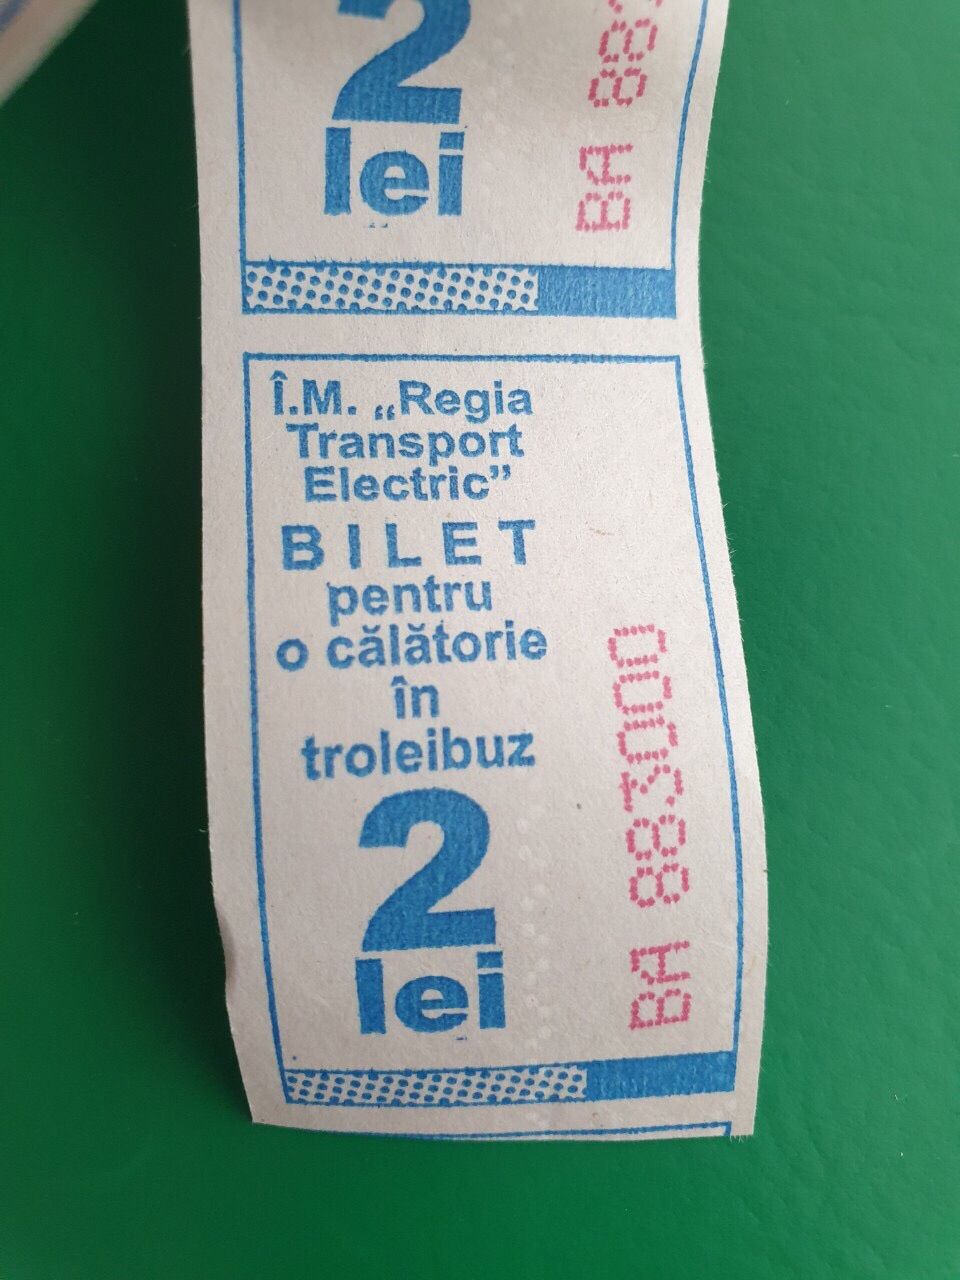 2
lei
BA 883
Î.M. „Regia
Transport
Electric”
BILET
pentru
o călătorie
în
troleibuz
2
lei
BA 883000